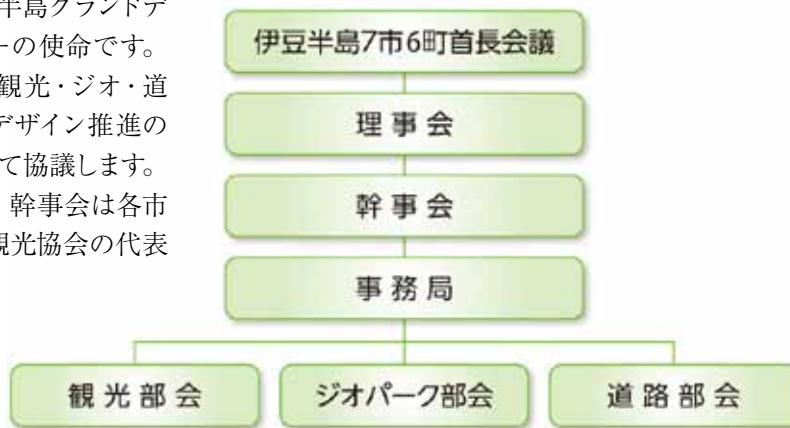 半島グランドデ
ーの使命です。
観光・ジオ・道
デザイン推進の
て協議します。
幹事会は各市
観光協会の代表
伊豆半島7市6町首長会議
理事会
幹事会
事務局
観光部会
ジオパーク部会
道路部会